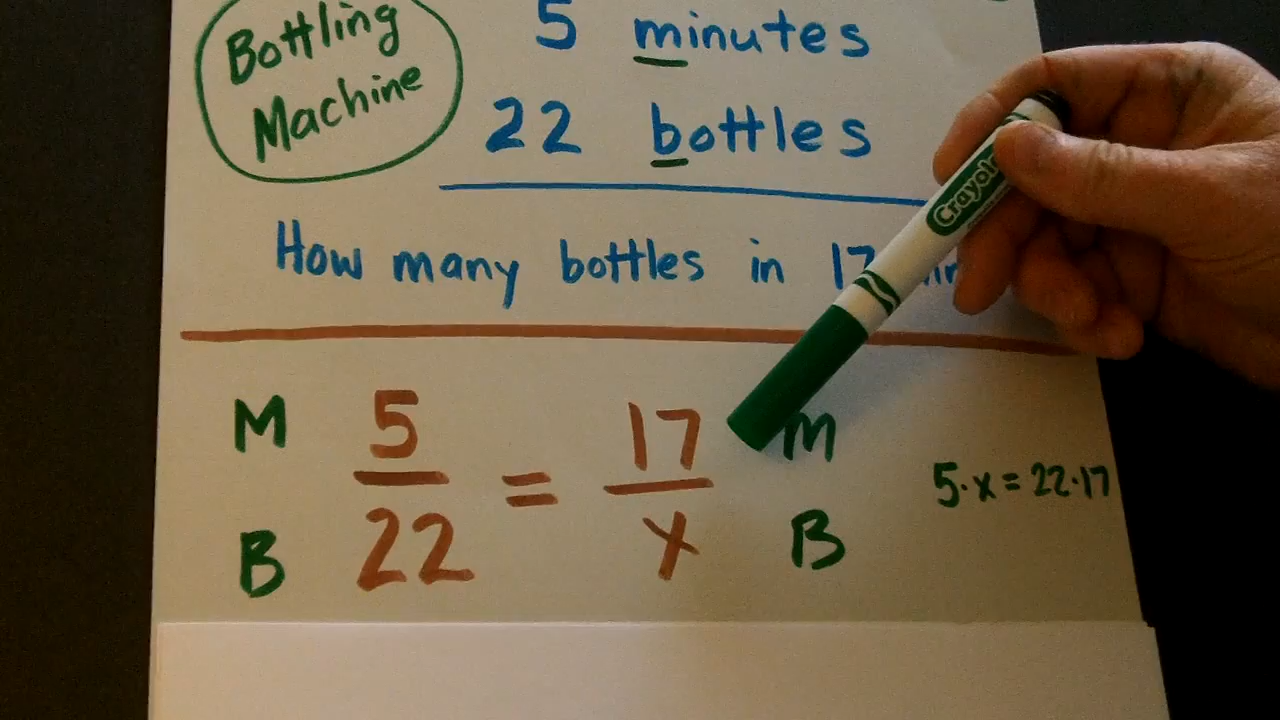 Bottling
Machine
5 minutes
22 bottles
How many bottles in 17
Crayola
M 5 = 17 M
B 22 X B
5·x = 22·17